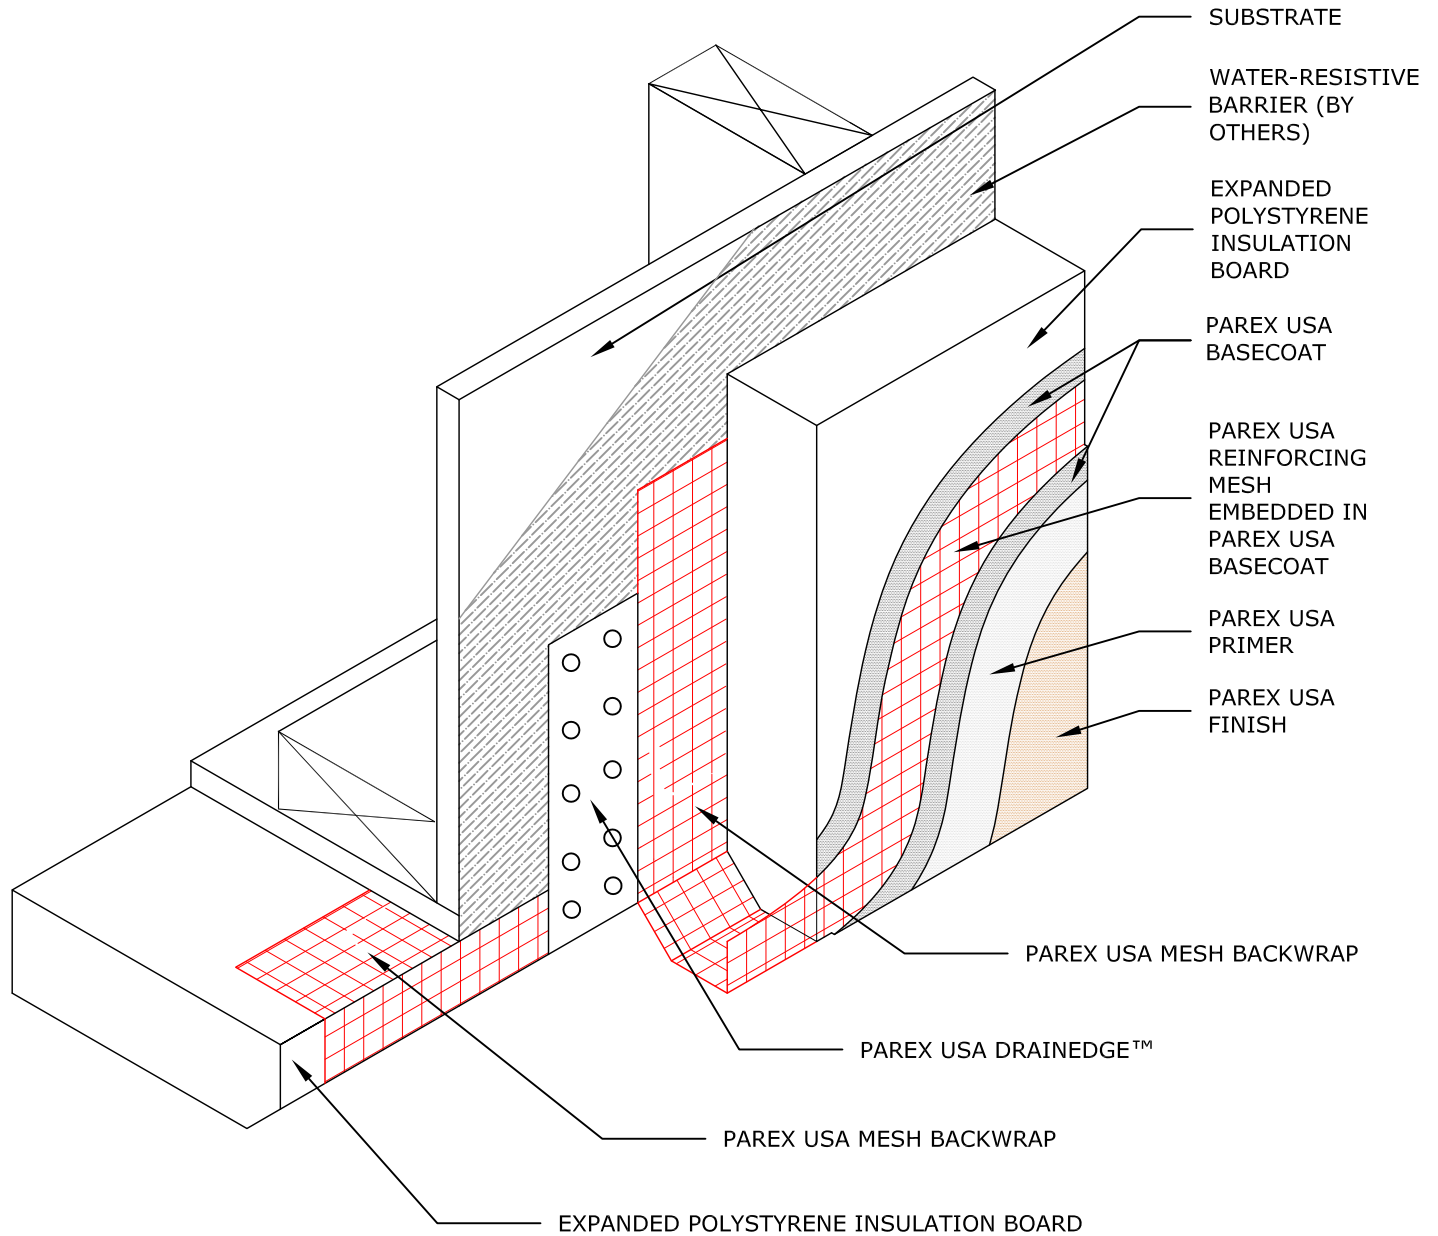 SUBSTRATE
WATER-RESISTIVE
BARRIER (BY
OTHERS)
EXPANDED
POLYSTYRENE
INSULATION
BOARD
PAREX USA
BASECOAT
PAREX USA
REINFORCING
MESH
EMBEDDED IN
PAREX USA
BASECOAT
PAREX USA
PRIMER
PAREX USA
FINISH
PAREX USA MESH BACKWRAP
PAREX USA DRAINEDGE™
PAREX USA MESH BACKWRAP
EXPANDED POLYSTYRENE INSULATION BOARD